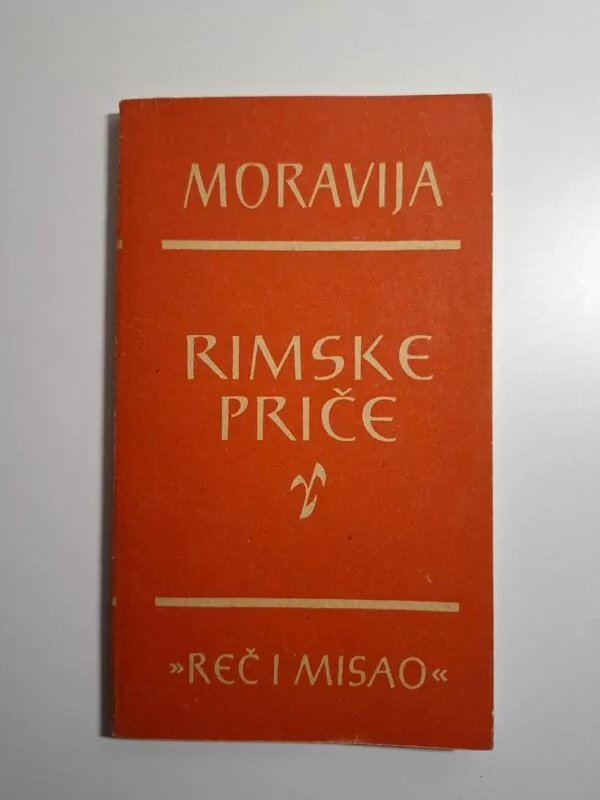 MORAVIJA
RIMSKE
PRIČE
»REČ I MISAO«